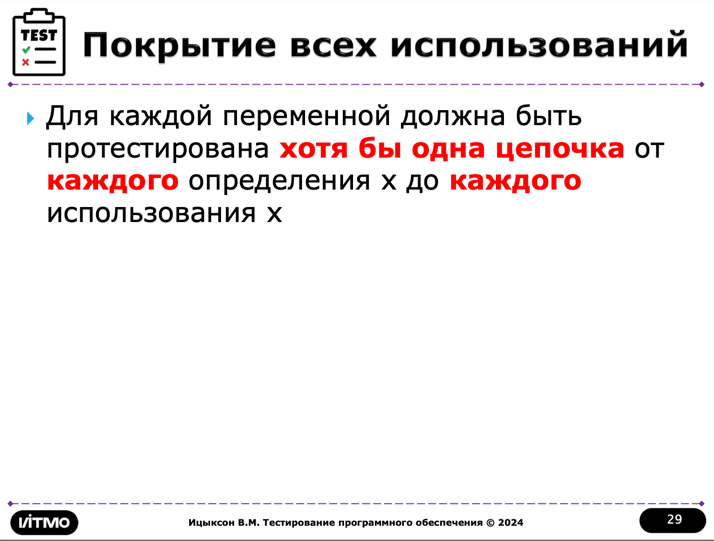 TEST
Покрытие всех использований
Для каждой переменной должна быть
протестирована хотя бы одна цепочка от
каждого определения x до каждого
использования x
ИТМО
Ицыксон В.М. Тестирование программного обеспечения © 2024
29